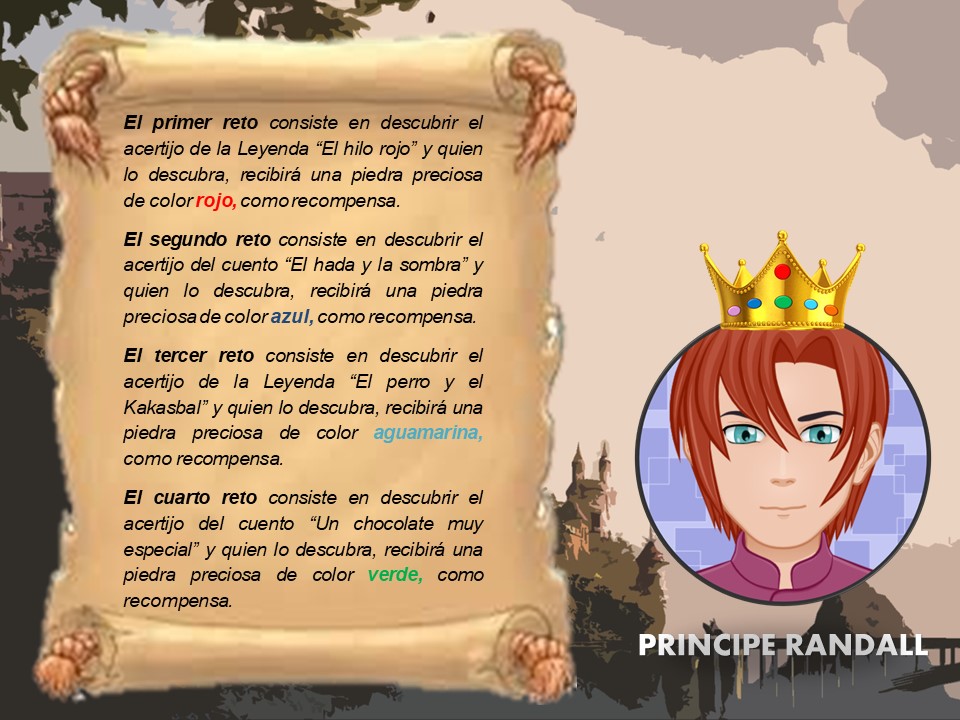 El primer reto consiste en descubrir el
acertijo de la Leyenda “El hilo rojo” y quien
lo descubra, recibirá una piedra preciosa
de color rojo, como recompensa.
El segundo reto consiste en descubrir el
acertijo del cuento “El hada y la sombra” y
quien lo descubra, recibirá una piedra
preciosa de color azul, como recompensa.
El tercer reto consiste en descubrir el
acertijo de la Leyenda “El perro y el
Kakasbal” y quien lo descubra, recibirá una
piedra preciosa de color aguamarina,
como recompensa.
El cuarto reto consiste en descubrir el
acertijo del cuento “Un chocolate muy
especial” y quien lo descubra, recibirá una
piedra preciosa de color verde, como
recompensa.
PRINCIPE RANDALL